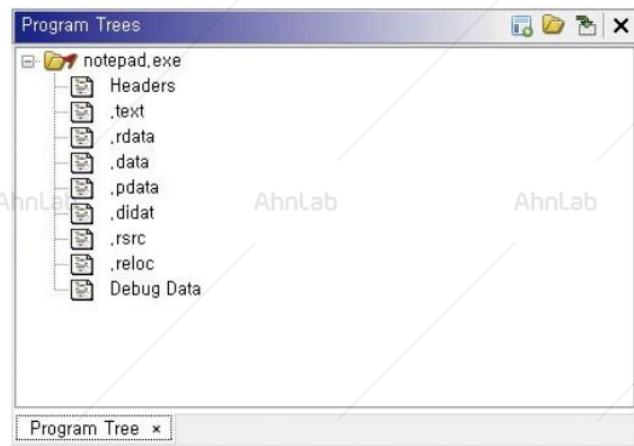 Program Trees
notepad.exe
Headers
.text
.rdata
.data
.pdata
.didat
.rsrc
.reloc
Debug Data
AhnLab
AhnLab
AhnLab
Program Tree